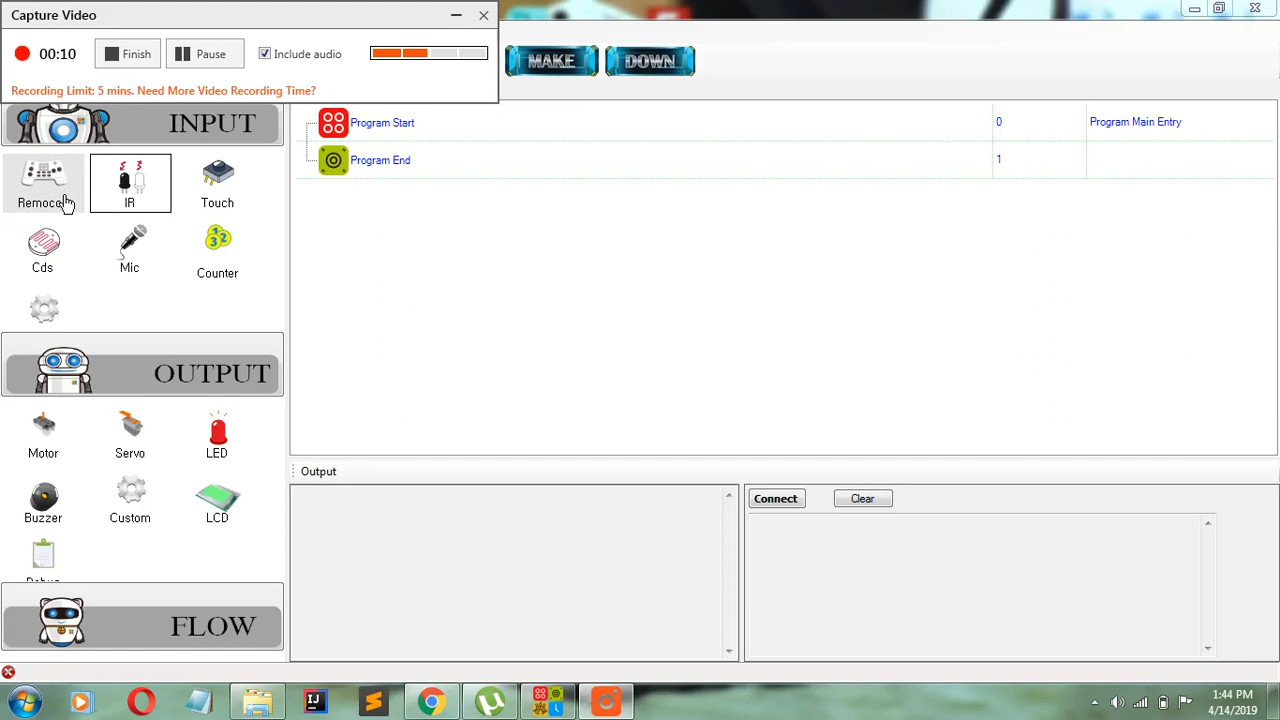 Capture Video
00:10
Finish
Pause
Include audio
Recording Limit: 5 mins. Need More Video Recording Time?
MAKE
DOWN
INPUT
Program Start
0
Program Main Entry
Program End
1
IR
Touch
Cds
Mic
Counter
OUTPUT
Motor
Servo
LED
Buzzer
Custom
LCD
FLOW
Output
Connect
Clear
1:44 PM
4/14/2019